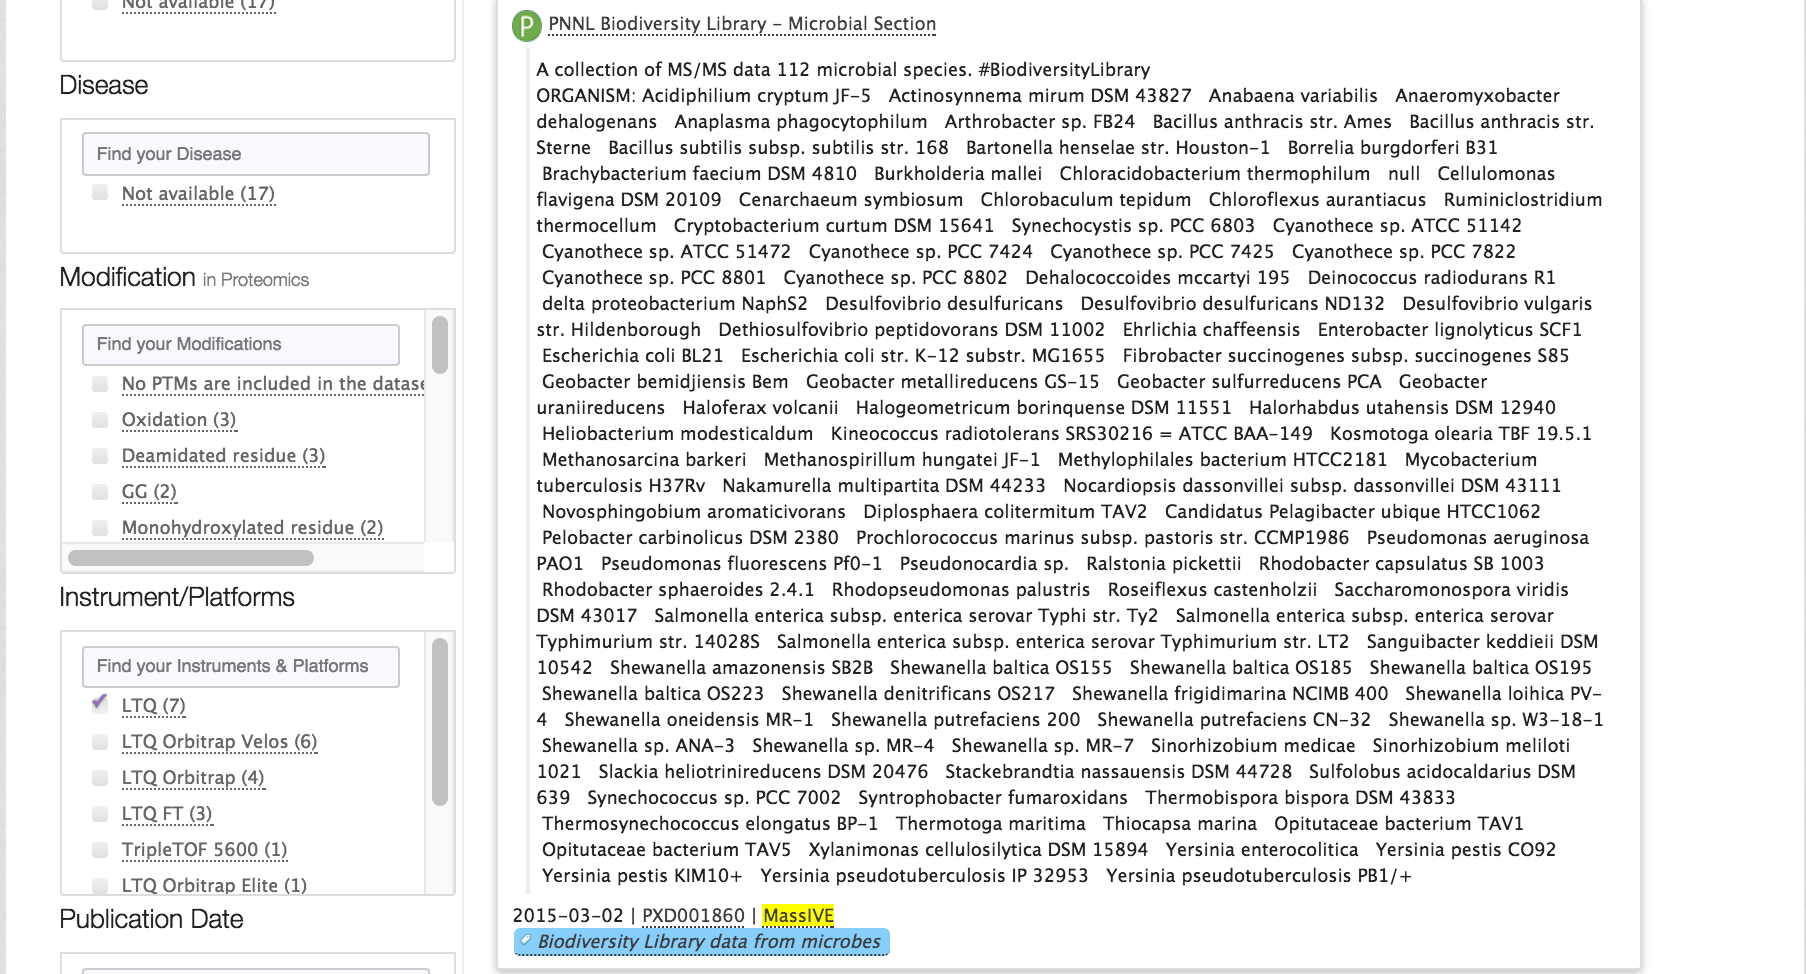 Not available (17)
Disease
Find your Disease
Not available (17)
Modification in Proteomics
Find your Modifications
No PTMs are included in the datase
Oxidation (3)
Deamidated residue (3)
GG (2)
Monohydroxylated residue (2)
Instrument/Platforms
Find your Instruments & Platforms
LTQ (7)
LTQ Orbitrap Velos (6)
LTQ Orbitrap (4)
LTQ FT (3)
TripleTOF 5600 (1)
LTQ Orbitrap Elite (1)
Publication Date
P PNNL Biodiversity Library – Microbial Section
A collection of MS/MS data 112 microbial species. #BiodiversityLibrary
ORGANISM: Acidiphilium cryptum JF-5 Actinosynnema mirum DSM 43827 Anabaena variabilis Anaeromyxobacter
dehalogenans Anaplasma phagocytophilum Arthrobacter sp. FB24 Bacillus anthracis str. Ames Bacillus anthracis str.
Sterne Bacillus subtilis subsp. subtilis str. 168 Bartonella henselae str. Houston-1 Borrelia burgdorferi B31
Brachybacterium faecium DSM 4810 Burkholderia mallei Chloracidobacterium thermophilum null Cellulomonas
flavigena DSM 20109 Cenarchaeum symbiosum Chlorobaculum tepidum Chloroflexus aurantiacus Ruminiclostridium
thermocellum Cryptobacterium curtum DSM 15641 Synechocystis sp. PCC 6803 Cyanothece sp. ATCC 51142
Cyanothece sp. ATCC 51472 Cyanothece sp. PCC 7424 Cyanothece sp. PCC 7425 Cyanothece sp. PCC 7822
Cyanothece sp. PCC 8801 Cyanothece sp. PCC 8802 Dehalococcoides mccartyi 195 Deinococcus radiodurans R1
delta proteobacterium NaphS2 Desulfovibrio desulfuricans Desulfovibrio desulfuricans ND132 Desulfovibrio vulgaris
str. Hildenborough Dethiosulfovibrio peptidovorans DSM 11002 Ehrlichia chaffeensis Enterobacter lignolyticus SCF1
Escherichia coli BL21 Escherichia coli str. K-12 substr. MG1655 Fibrobacter succinogenes subsp. succinogenes S85
Geobacter bemidjiensis Bem Geobacter metallireducens GS-15 Geobacter sulfurreducens PCA Geobacter
uraniireducens Haloferax volcanii Halogeometricum borinquense DSM 11551 Halorhabdus utahensis DSM 12940
Heliobacterium modesticaldum Kineococcus radiotolerans SRS30216 = ATCC BAA-149 Kosmotoga olearia TBF 19.5.1
Methanosarcina barkeri Methanospirillum hungatei JF-1 Methylophilales bacterium HTCC2181 Mycobacterium
tuberculosis H37Rv Nakamurella multipartita DSM 44233 Nocardiopsis dassonvillei subsp. dassonvillei DSM 43111
Novosphingobium aromaticivorans Diplosphaera colitermitum TAV2 Candidatus Pelagibacter ubique HTCC1062
Pelobacter carbinolicus DSM 2380 Prochlorococcus marinus subsp. pastoris str. CCMP1986 Pseudomonas aeruginosa
PAO1 Pseudomonas fluorescens Pf0-1 Pseudonocardia sp. Ralstonia pickettii Rhodobacter capsulatus SB 1003
Rhodobacter sphaeroides 2.4.1 Rhodopseudomonas palustris Roseiflexus castenholzii Saccharomonospora viridis
DSM 43017 Salmonella enterica subsp. enterica serovar Typhi str. Ty2 Salmonella enterica subsp. enterica serovar
Typhimurium str. 14028S Salmonella enterica subsp. enterica serovar Typhimurium str. LT2 Sanguibacter keddieii DSM
10542 Shewanella amazonensis SB2B Shewanella baltica OS155 Shewanella baltica OS185 Shewanella baltica OS195
Shewanella baltica OS223 Shewanella denitrificans OS217 Shewanella frigidimarina NCIMB 400 Shewanella loihica PV-
4 Shewanella oneidensis MR-1 Shewanella putrefaciens 200 Shewanella putrefaciens CN-32 Shewanella sp. W3-18-1
Shewanella sp. ANA-3 Shewanella sp. MR-4 Shewanella sp. MR-7 Sinorhizobium medicae Sinorhizobium meliloti
1021 Slackia heliotrinireducens DSM 20476 Stackebrandtia nassauensis DSM 44728 Sulfolobus acidocaldarius DSM
639 Synechococcus sp. PCC 7002 Syntrophobacter fumaroxidans Thermobispora bispora DSM 43833
Thermosynechococcus elongatus BP-1 Thermotoga maritima Thiocapsa marina Opitutaceae bacterium TAV1
Opitutaceae bacterium TAV5 Xylanimonas cellulosilytica DSM 15894 Yersinia enterocolitica Yersinia pestis CO92
Yersinia pestis KIM10+ Yersinia pseudotuberculosis IP 32953 Yersinia pseudotuberculosis PB1/+
2015-03-02 | PXD001860 | MassIVE
Biodiversity Library data from microbes